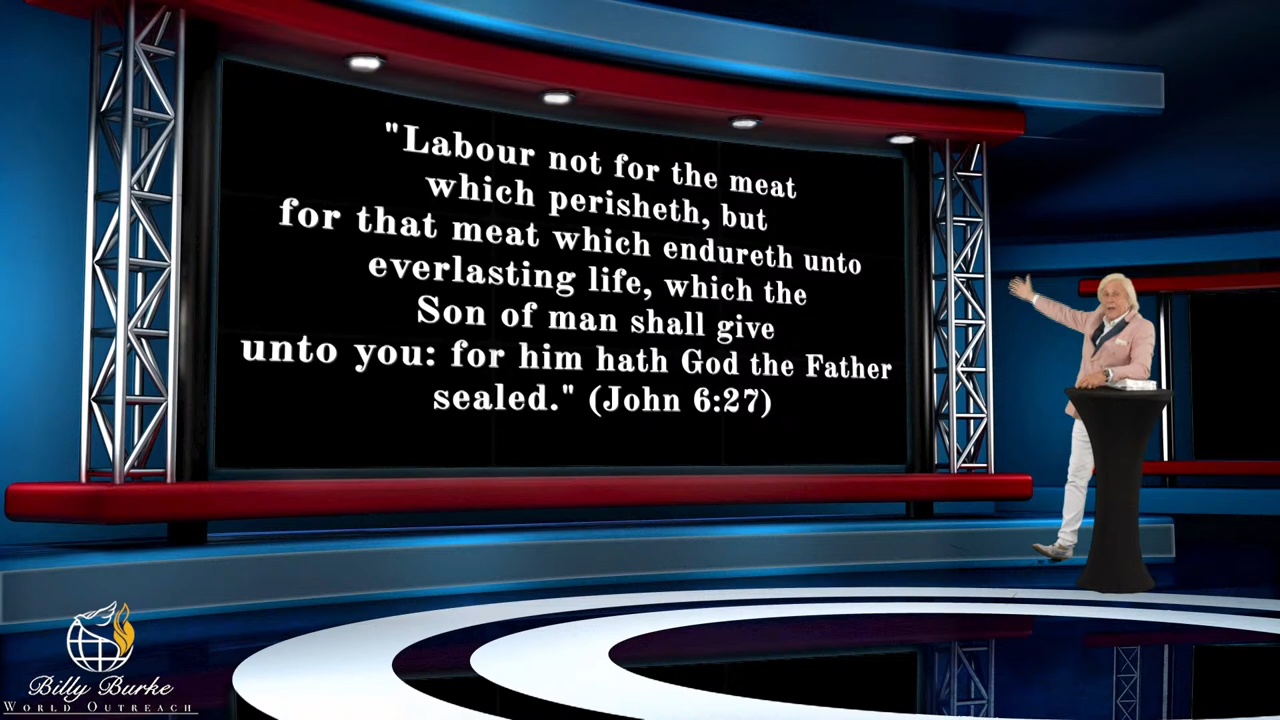 "Labour not for the meat
which perisheth, but
for that meat which endureth unto
everlasting life, which the
Son of man shall give
unto you: for him hath God the Father
sealed." (John 6:27)
Billy Burke
World Outreach